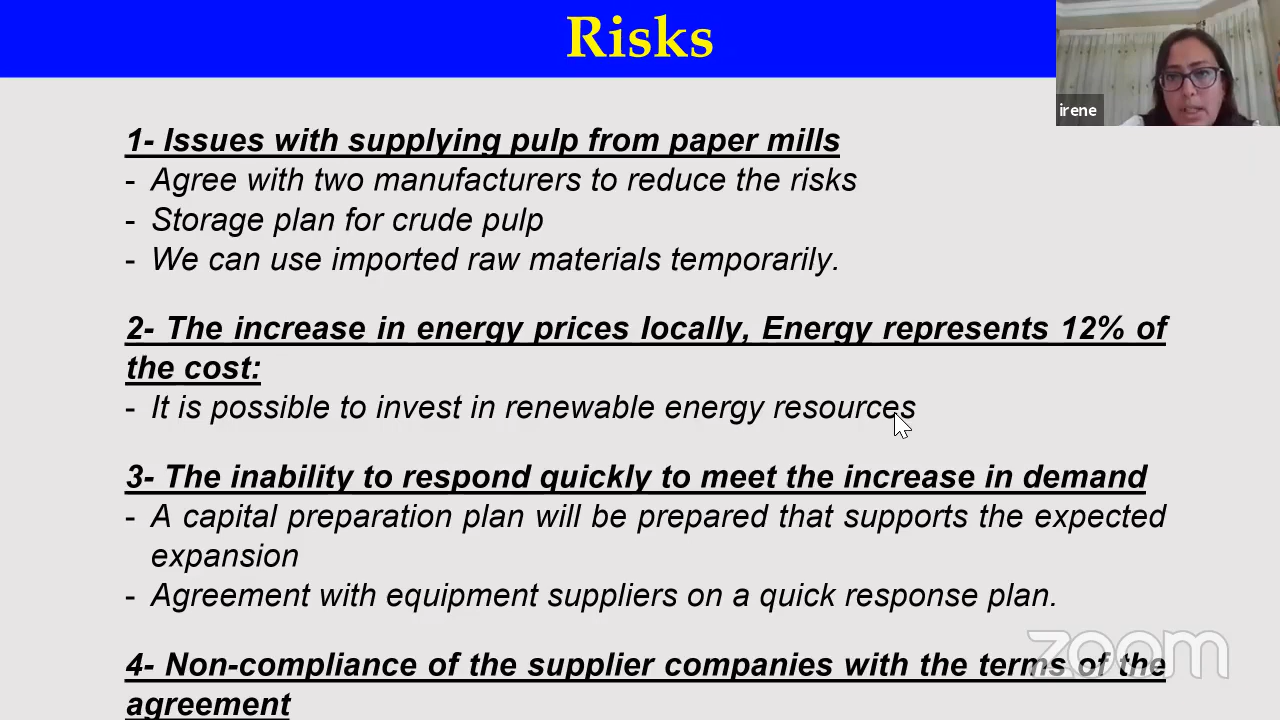 Risks
irene
1- Issues with supplying pulp from paper mills
- Agree with two manufacturers to reduce the risks
- Storage plan for crude pulp
- We can use imported raw materials temporarily.
2- The increase in energy prices locally, Energy represents 12% of
the cost:
- It is possible to invest in renewable energy resources
3- The inability to respond quickly to meet the increase in demand
- A capital preparation plan will be prepared that supports the expected
expansion
- Agreement with equipment suppliers on a quick response plan.
4- Non-compliance of the supplier companies with the terms of the
agreement
zoom